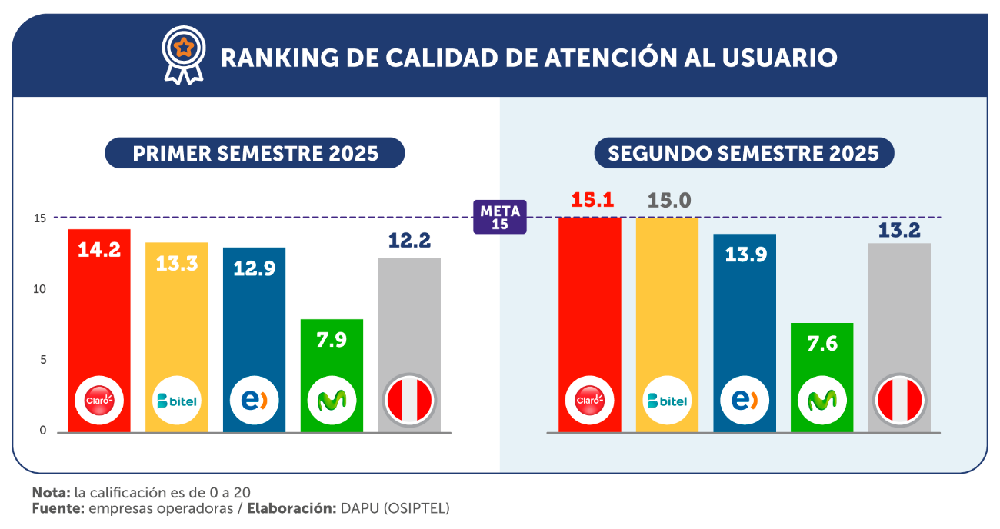 RANKING DE CALIDAD DE ATENCIÓN AL USUARIO
PRIMER SEMESTRE 2025
SEGUNDO SEMESTRE 2025
META
15
15
10
5
0
14.2
13.3
12.9
7.9
12.2
Claro
bitel
e)
15.1
15.0
13.9
7.6
13.2
Claro
bitel
e)
Nota: la calificación es de 0 a 20
Fuente: empresas operadoras / Elaboración: DAPU (OSIPTEL)